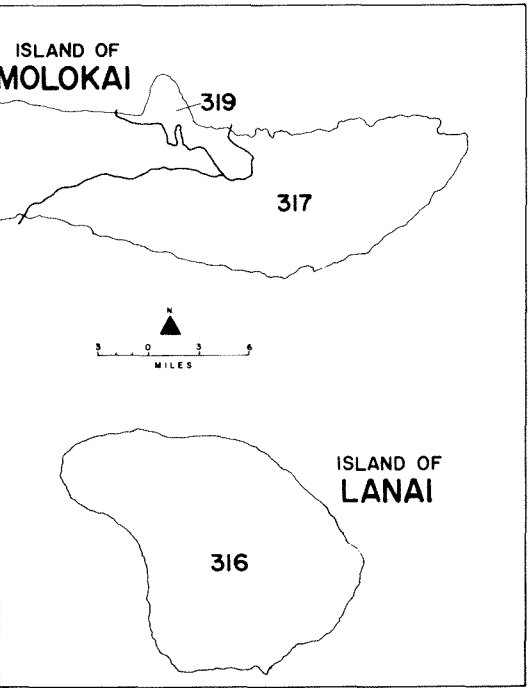 ISLAND OF
MOLOKAI
319
317
N
3 0 3 6
MILES
ISLAND OF
LANAI
316